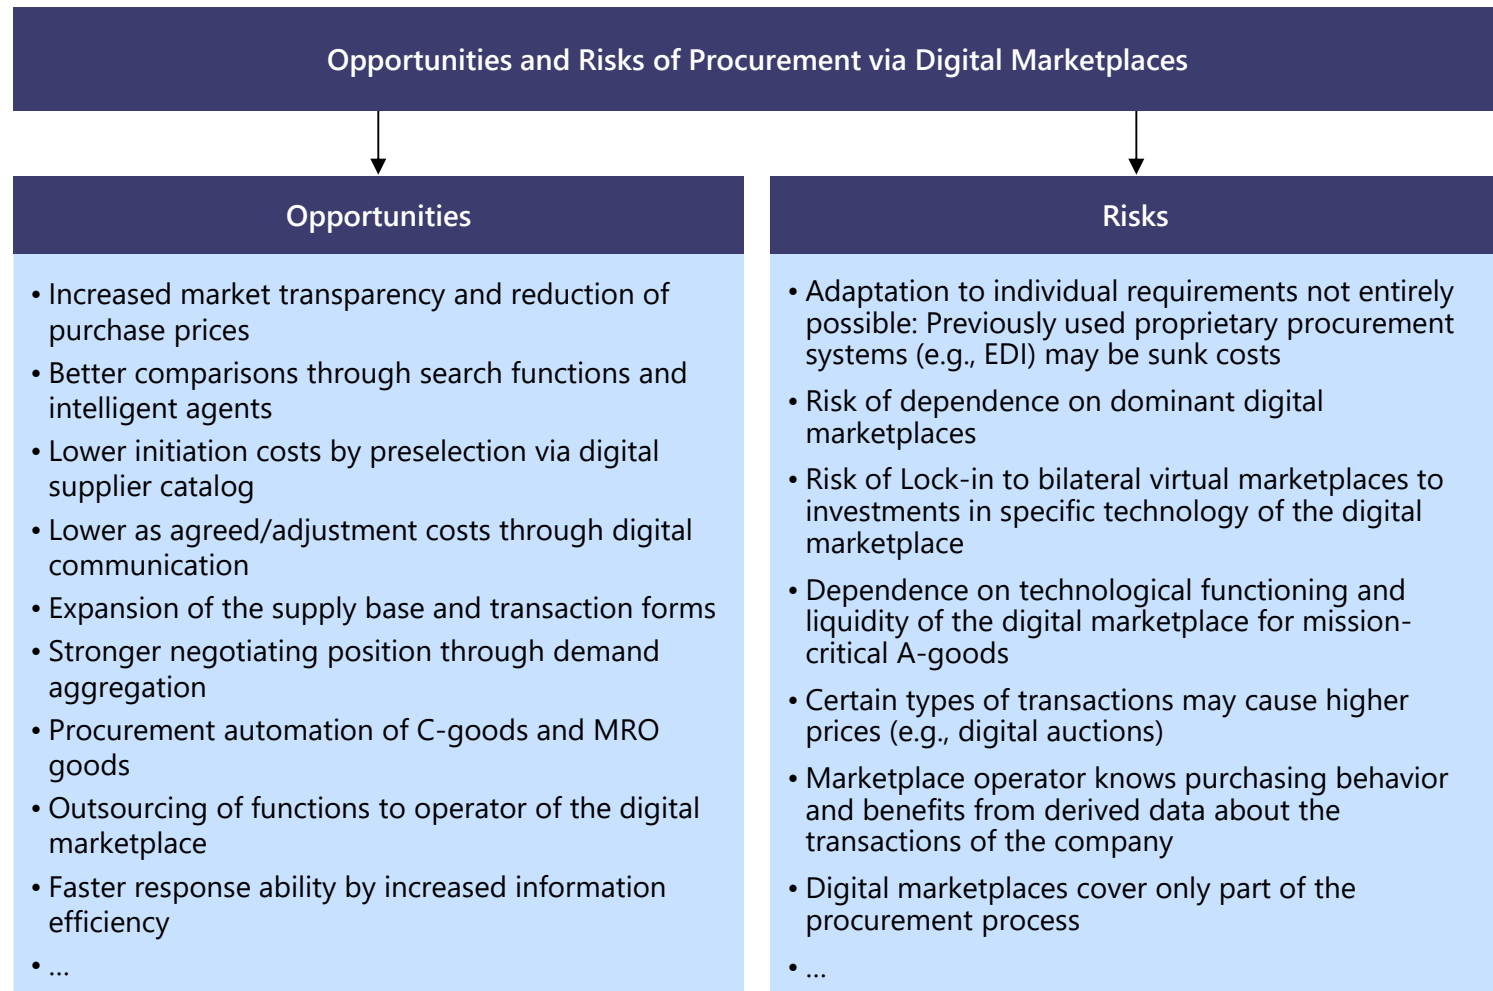 Opportunities and Risks of Procurement via Digital Marketplaces
Opportunities
• Increased market transparency and reduction of
purchase prices
• Better comparisons through search functions and
intelligent agents
• Lower initiation costs by preselection via digital
supplier catalog
• Lower as agreed/adjustment costs through digital
communication
• Expansion of the supply base and transaction forms
• Stronger negotiating position through demand
aggregation
• Procurement automation of C-goods and MRO
goods
• Outsourcing of functions to operator of the digital
marketplace
• Faster response ability by increased information
efficiency
• ...
Risks
• Adaptation to individual requirements not entirely
possible: Previously used proprietary procurement
systems (e.g., EDI) may be sunk costs
• Risk of dependence on dominant digital
marketplaces
• Risk of Lock-in to bilateral virtual marketplaces to
investments in specific technology of the digital
marketplace
• Dependence on technological functioning and
liquidity of the digital marketplace for mission-
critical A-goods
• Certain types of transactions may cause higher
prices (e.g., digital auctions)
• Marketplace operator knows purchasing behavior
and benefits from derived data about the
transactions of the company
• Digital marketplaces cover only part of the
procurement process
• ...